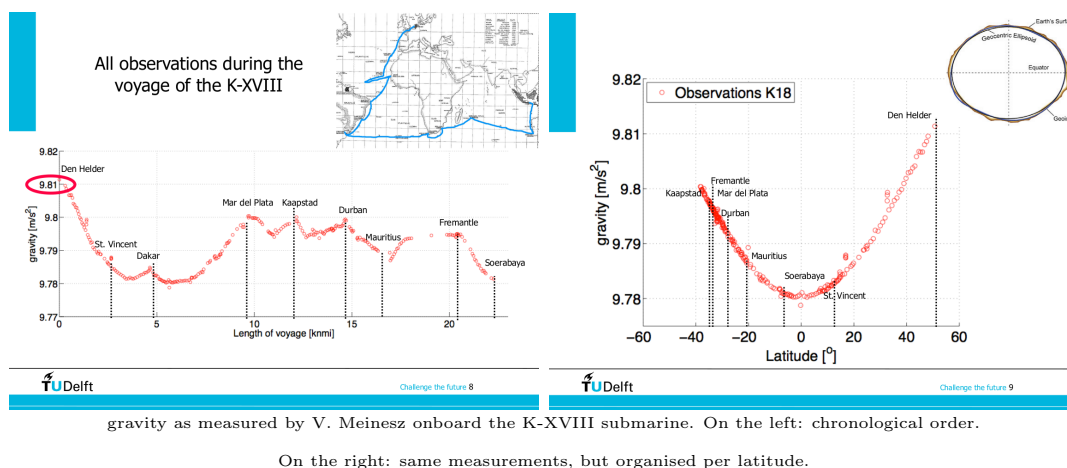 All observations during the
voyage of the K-XVIII
9.82
9.81
9.8
9.79
9.78
9.77
gravity [m/s²]
Den Helder
St. Vincent
Dakar
Mar del Plata
Kaapstad
Durban
Mauritius
Fremantle
Soerabaya
0 5 10 15 20
Length of voyage [knmi]
TUDelft
Challenge the future 8
Earth's Surf
Geocentric Ellipsoid
Equator
Geoi
9.82
9.81
9.8
9.79
9.78
gravity [m/s²]
Observations K18
Den Helder
Fremantle
Kaapstad
Mar del Plata
Durban
Mauritius
Soerabaya
St. Vincent
−60 −40 −20 0 20 40 60
Latitude [°]
TUDelft
Challenge the future 9
gravity as measured by V. Meinesz onboard the K-XVIII submarine. On the left: chronological order.
On the right: same measurements, but organised per latitude.